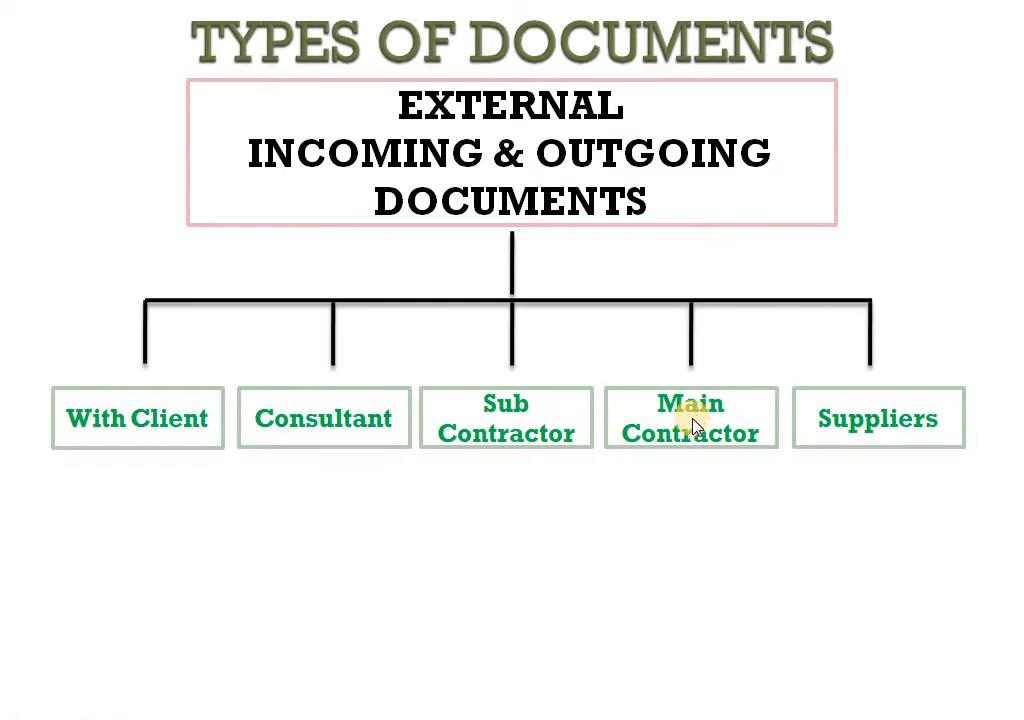 TYPES OF DOCUMENTS
EXTERNAL
INCOMING & OUTGOING
DOCUMENTS
With Client
Consultant
Sub
Contractor
Main
Contractor
Suppliers